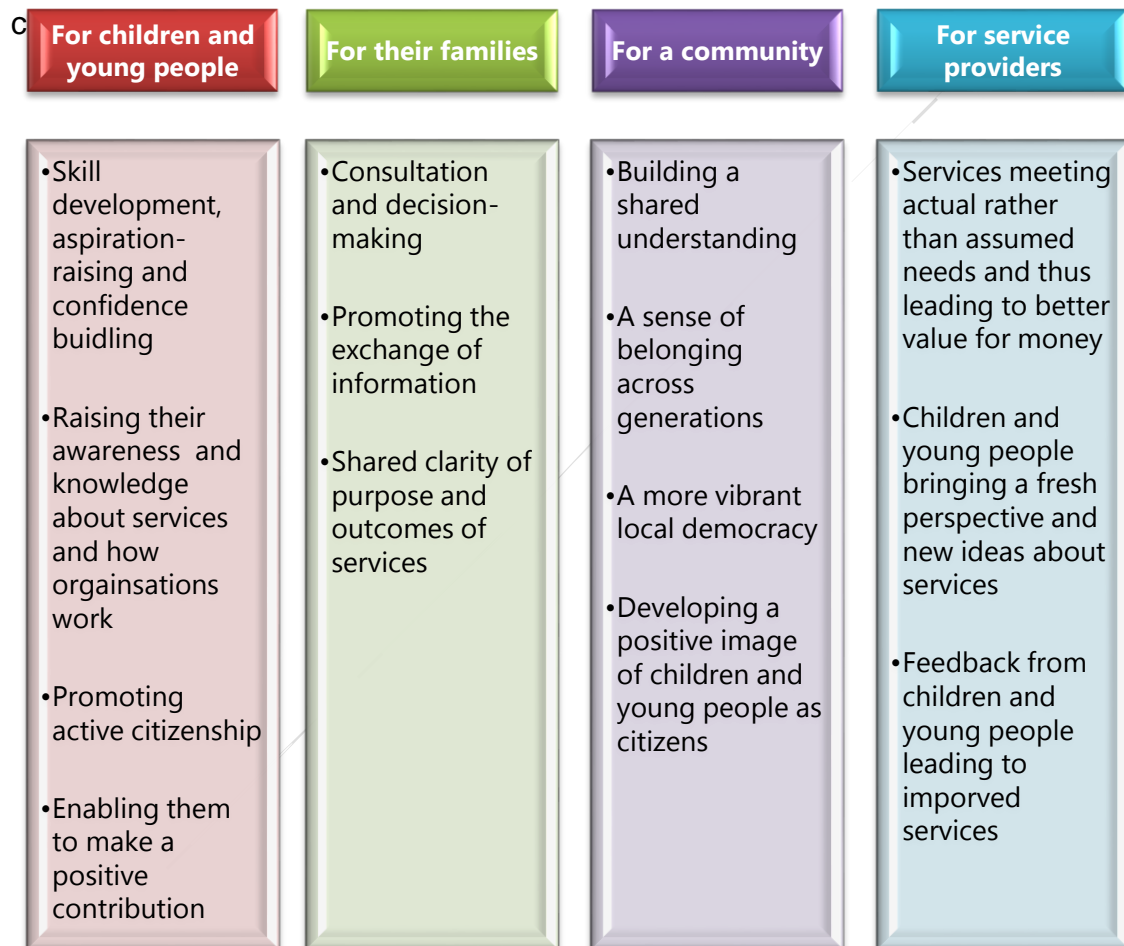 c
For children and
young people
•Skill
development,
aspiration-
raising and
confidence
buidling
•Raising their
awareness and
knowledge
about services
and how
orgainsations
work
•Promoting
active citizenship
•Enabling them
to make a
positive
contribution
For their families
•Consultation
and decision-
making
•Promoting the
exchange of
information
•Shared clarity of
purpose and
outcomes of
services
For a community
•Building a
shared
understanding
•A sense of
belonging
across
generations
•A more vibrant
local democracy
•Developing a
positive image
of children and
young people as
citizens
For service
providers
•Services meeting
actual rather
than assumed
needs and thus
leading to better
value for money
•Children and
young people
bringing a fresh
perspective and
new ideas about
services
•Feedback from
children and
young people
leading to
imporved
services